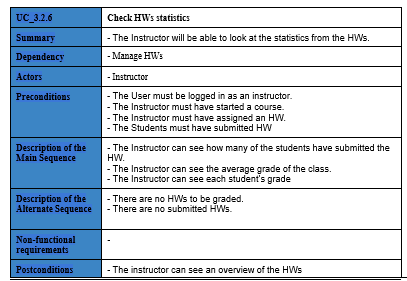 UC_3.2.6 Check HWs statistics
Summary - The Instructor will be able to look at the statistics from the HWs.
Dependency - Manage HWs
Actors - Instructor
Preconditions - The User must be logged in as an instructor.
- The Instructor must have started a course.
- The Instructor must have assigned an HW.
- The Students must have submitted HW
Description of the Main Sequence - The Instructor can see how many of the students have submitted the
HW.
- The Instructor can see the average grade of the class.
- The Instructor can see each student's grade
Description of the Alternate Sequence - There are no HWs to be graded.
- There are no submitted HWs.
Non-functional requirements -
Postconditions - The instructor can see an overview of the HWs